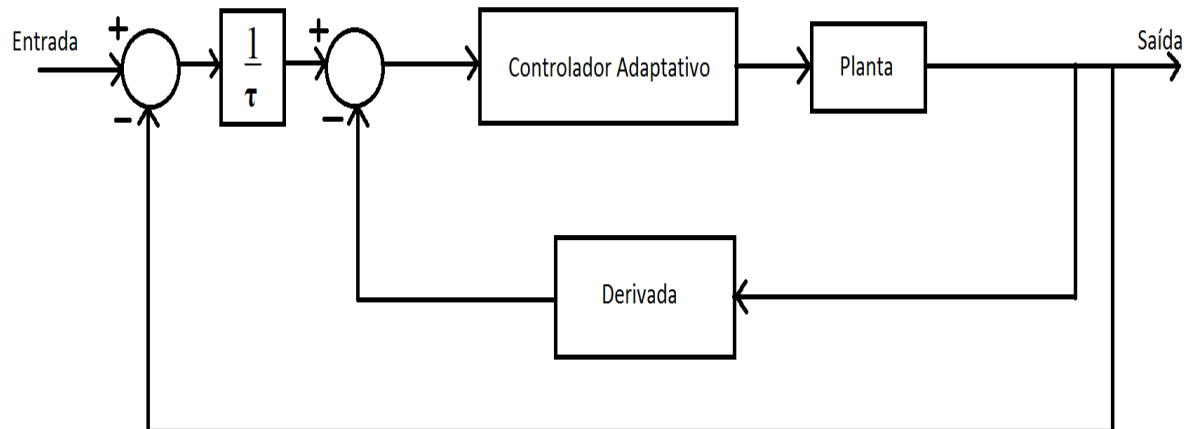 Entrada
+
−
1
τ
+
−
Controlador Adaptativo
Planta
Saída
Derivada